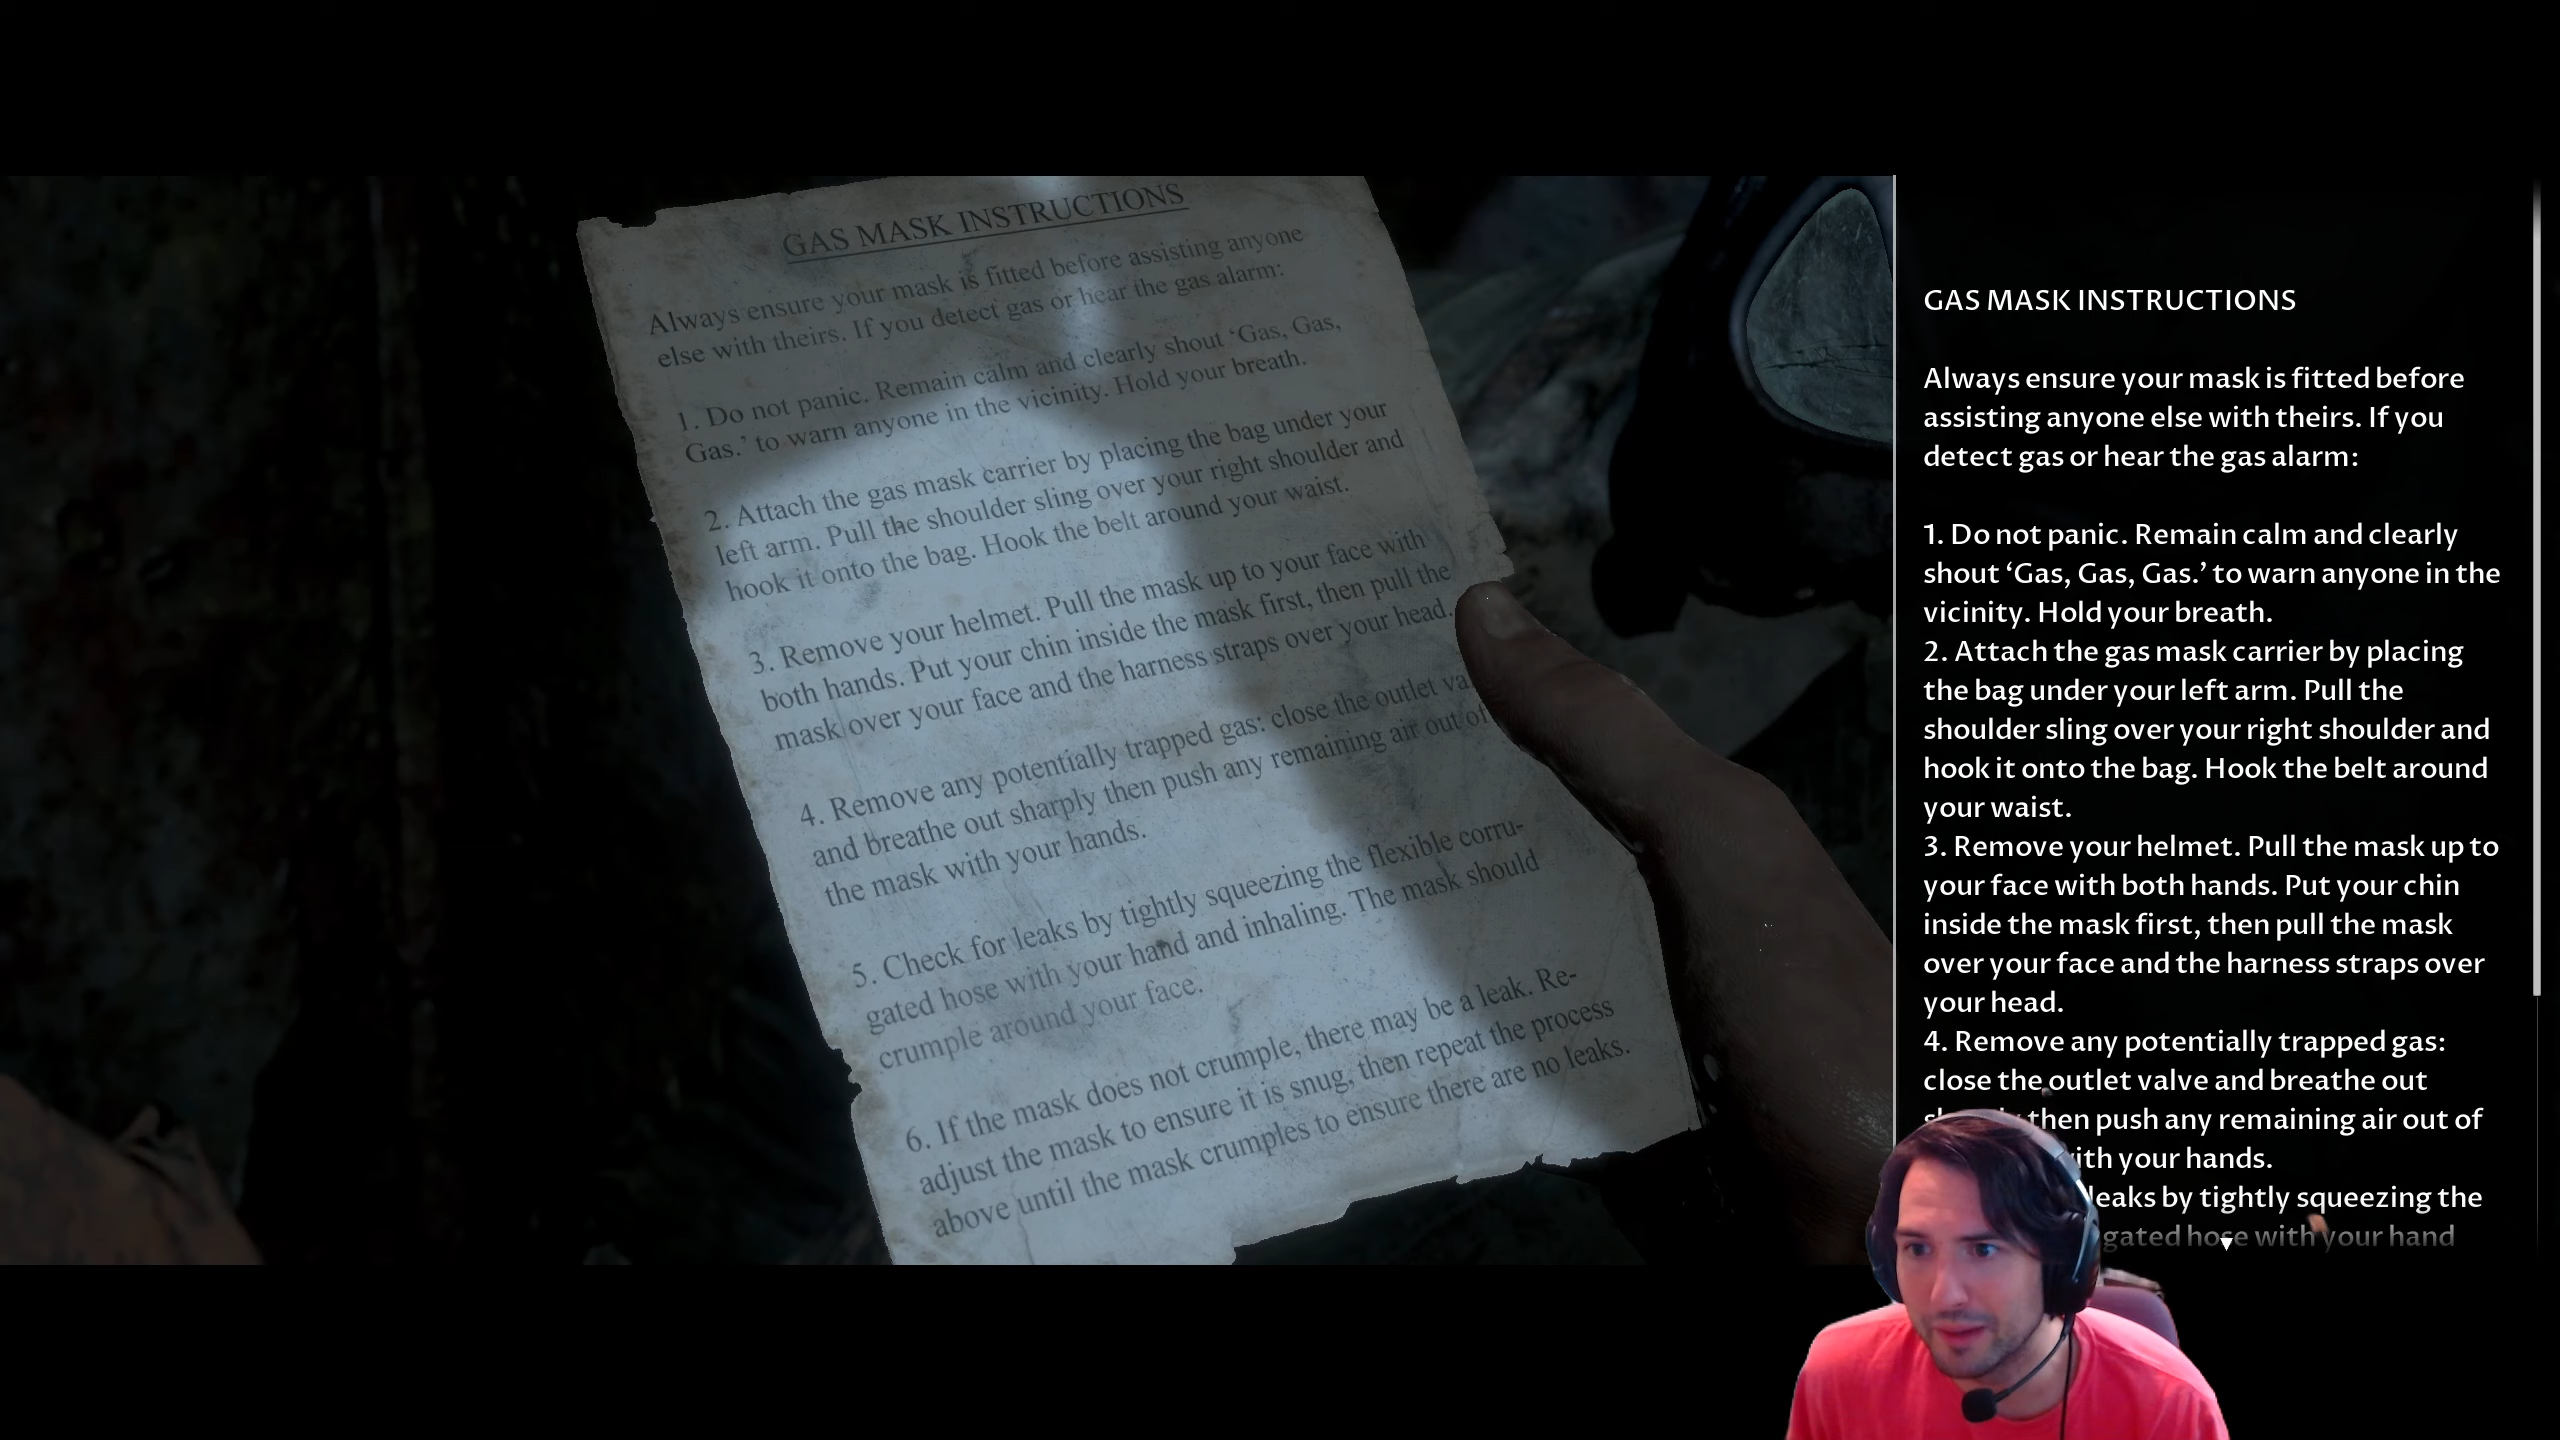 GAS MASK INSTRUCTIONS
Always ensure your mask is fitted before assisting anyone
else with theirs. If you detect gas or hear the gas alarm:
1. Do not panic. Remain calm and clearly shout ‘Gas, Gas,
Gas.’ to warn anyone in the vicinity. Hold your breath.
2. Attach the gas mask carrier by placing the bag under your
left arm. Pull the shoulder sling over your right shoulder and
hook it onto the bag. Hook the belt around your waist.
3. Remove your helmet. Pull the mask up to your face with
both hands. Put your chin inside the mask first, then pull the
mask over your face and the harness straps over your head.
4. Remove any potentially trapped gas: close the outlet va
and breathe out sharply then push any remaining air out of
the mask with your hands.
5. Check for leaks by tightly squeezing the flexible corru-
gated hose with your hand and inhaling. The mask should
crumple around your face.
6. If the mask does not crumple, there may be a leak. Re-
adjust the mask to ensure it is snug, then repeat the process
above until the mask crumples to ensure there are no leaks.
GAS MASK INSTRUCTIONS
Always ensure your mask is fitted before
assisting anyone else with theirs. If you
detect gas or hear the gas alarm:
1. Do not panic. Remain calm and clearly
shout ‘Gas, Gas, Gas.’ to warn anyone in the
vicinity. Hold your breath.
2. Attach the gas mask carrier by placing
the bag under your left arm. Pull the
shoulder sling over your right shoulder and
hook it onto the bag. Hook the belt around
your waist.
3. Remove your helmet. Pull the mask up to
your face with both hands. Put your chin
inside the mask first, then pull the mask
over your face and the harness straps over
your head.
4. Remove any potentially trapped gas:
close the outlet valve and breathe out
then push any remaining air out of
with your hands.
leaks by tightly squeezing the
gated hose with your hand